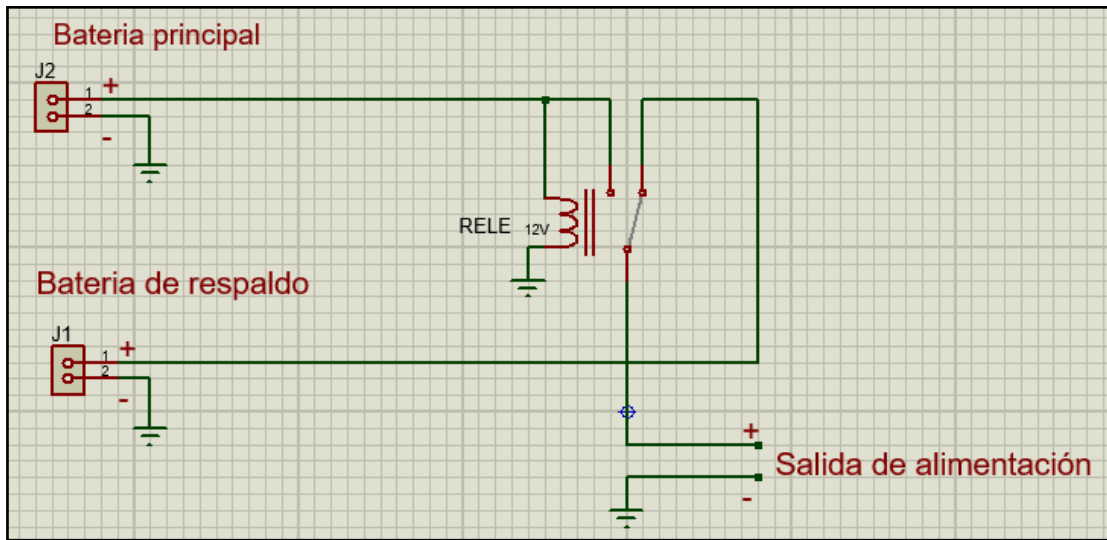 Bateria principal
J2
+
1
2
-
RELE 12V
Bateria de respaldo
J1
+
1
2
-
+
Salida de alimentación
-